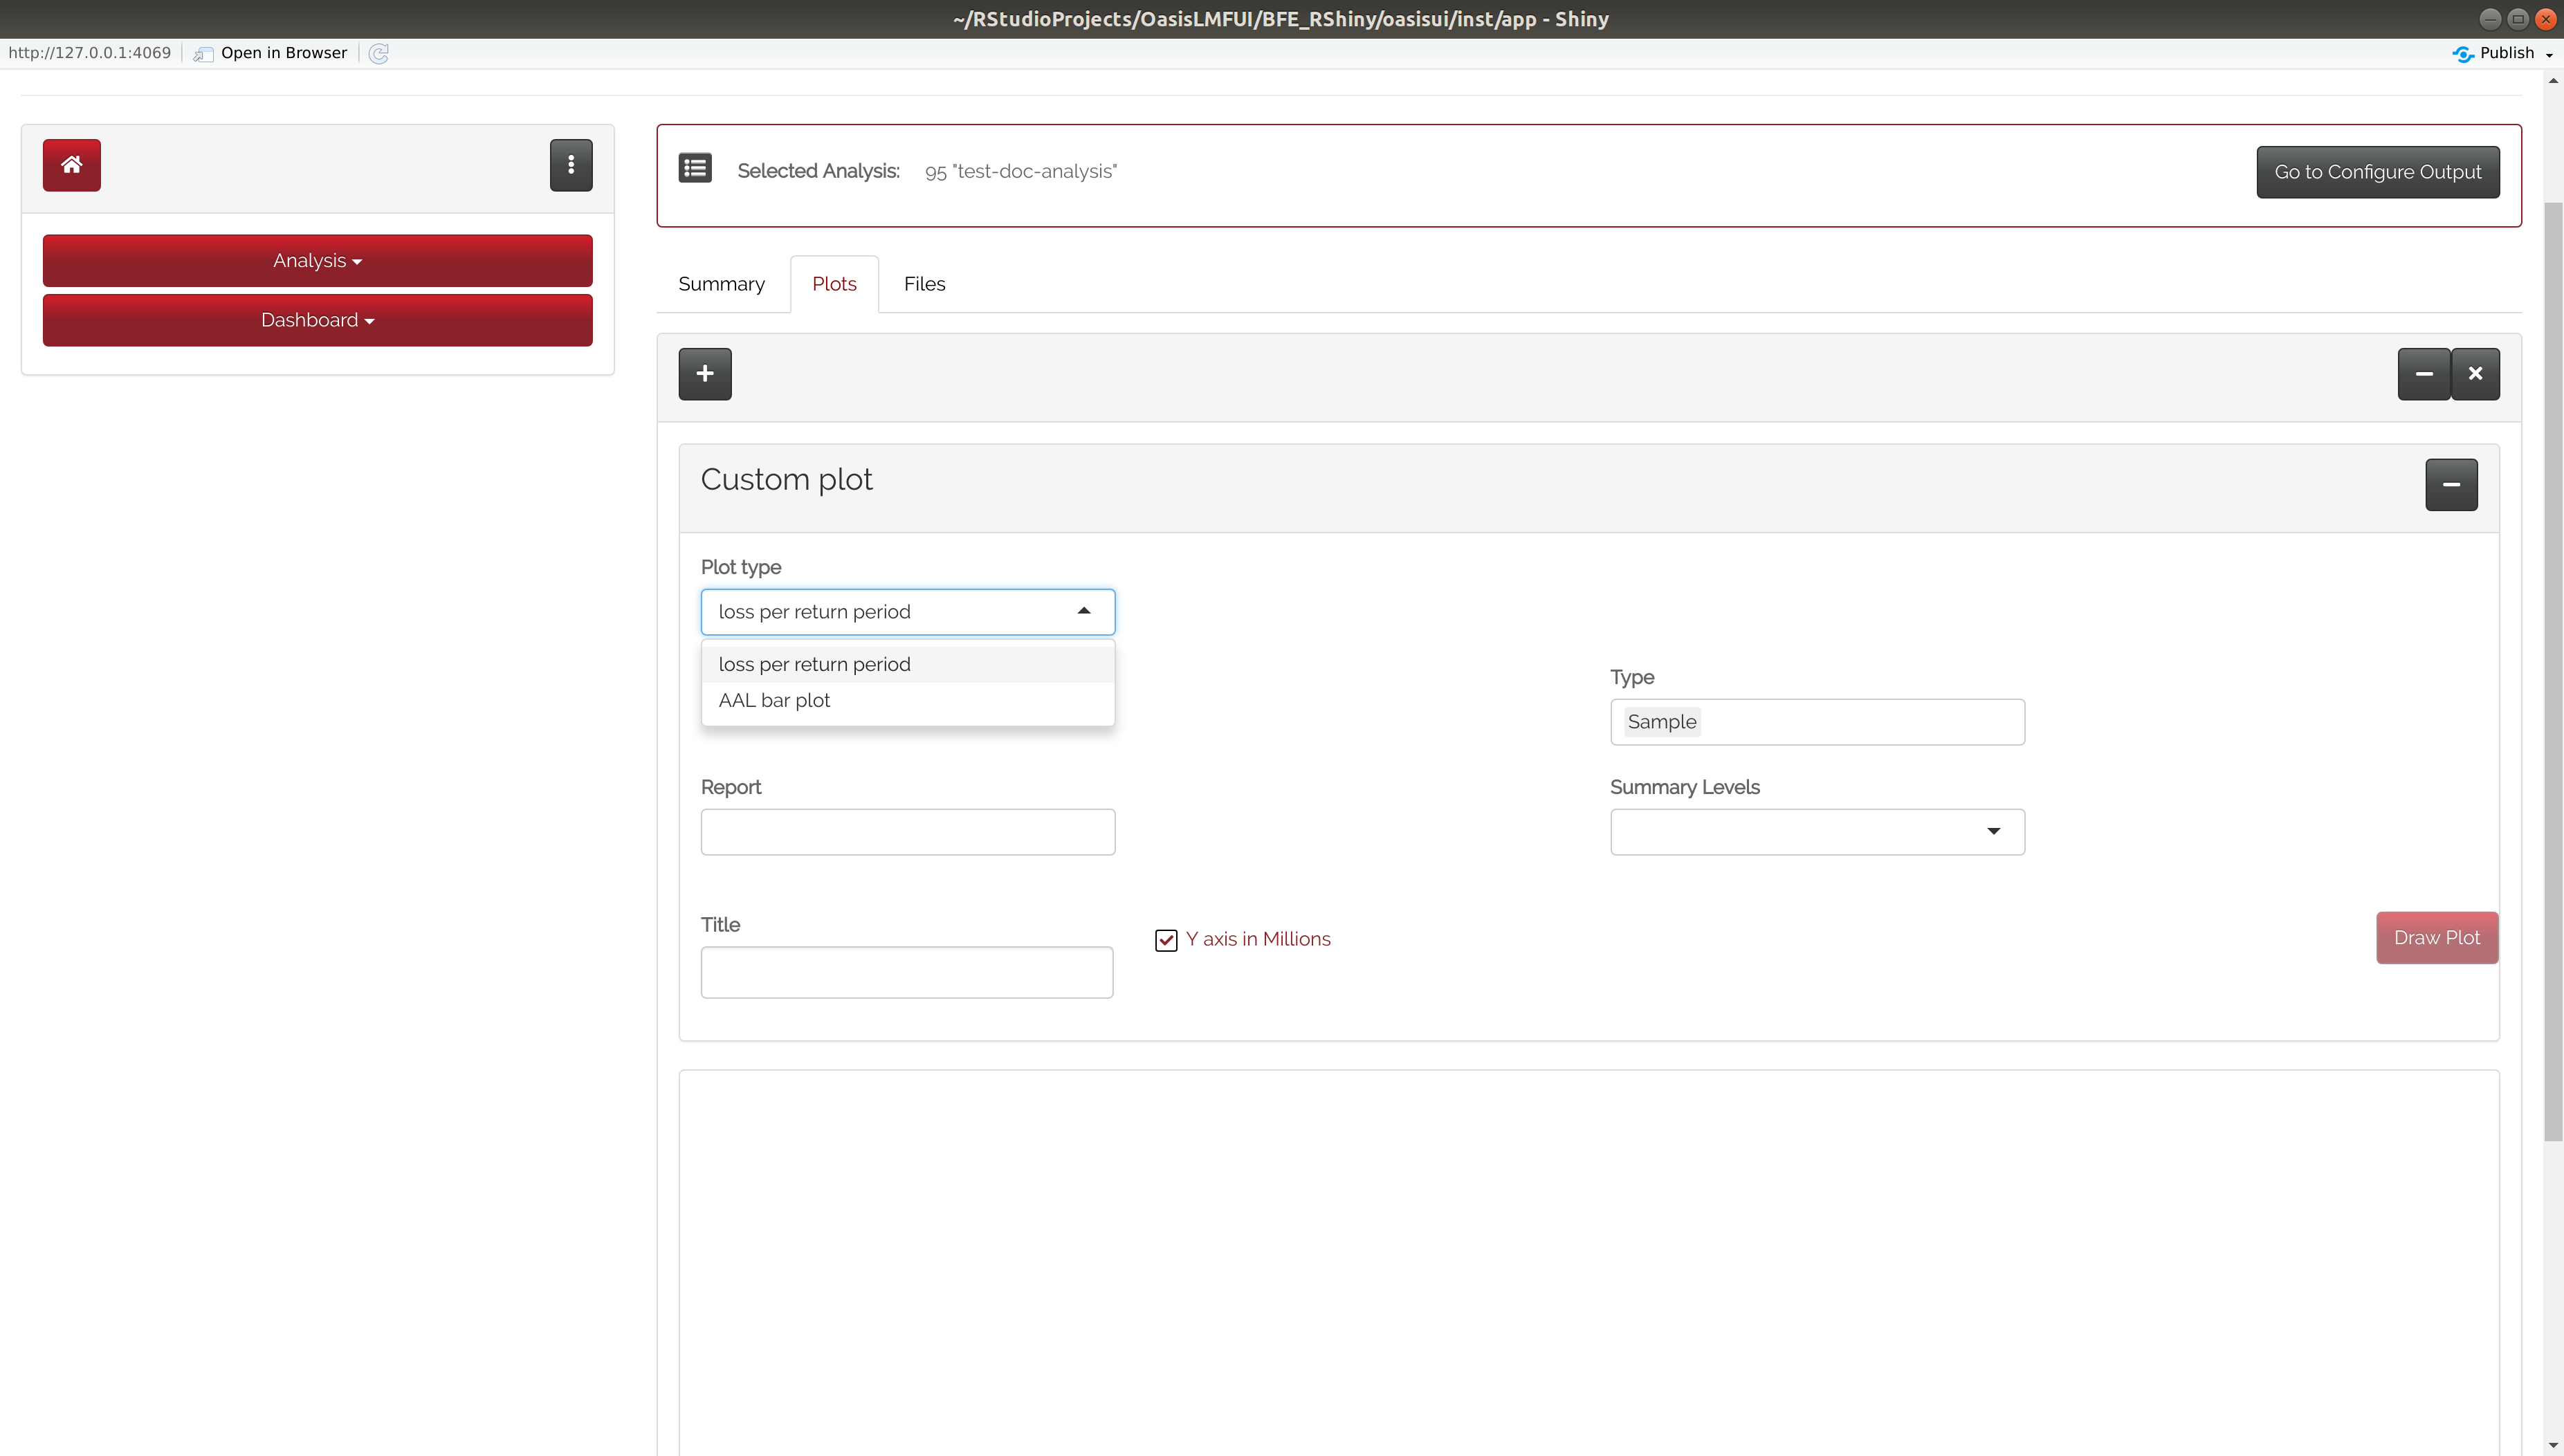 ~/RStudioProjects/OasisLMFUI/BFE_RShiny/oasisui/inst/app - Shiny
http://127.0.0.1:4069 Open in Browser Publish
Selected Analysis: 95 "test-doc-analysis" Go to Configure Output
Analysis
Dashboard
Summary Plots Files
Custom plot
Plot type
loss per return period
loss per return period
AAL bar plot
Type
Sample
Report Summary Levels
Title
Y axis in Millions
Draw Plot